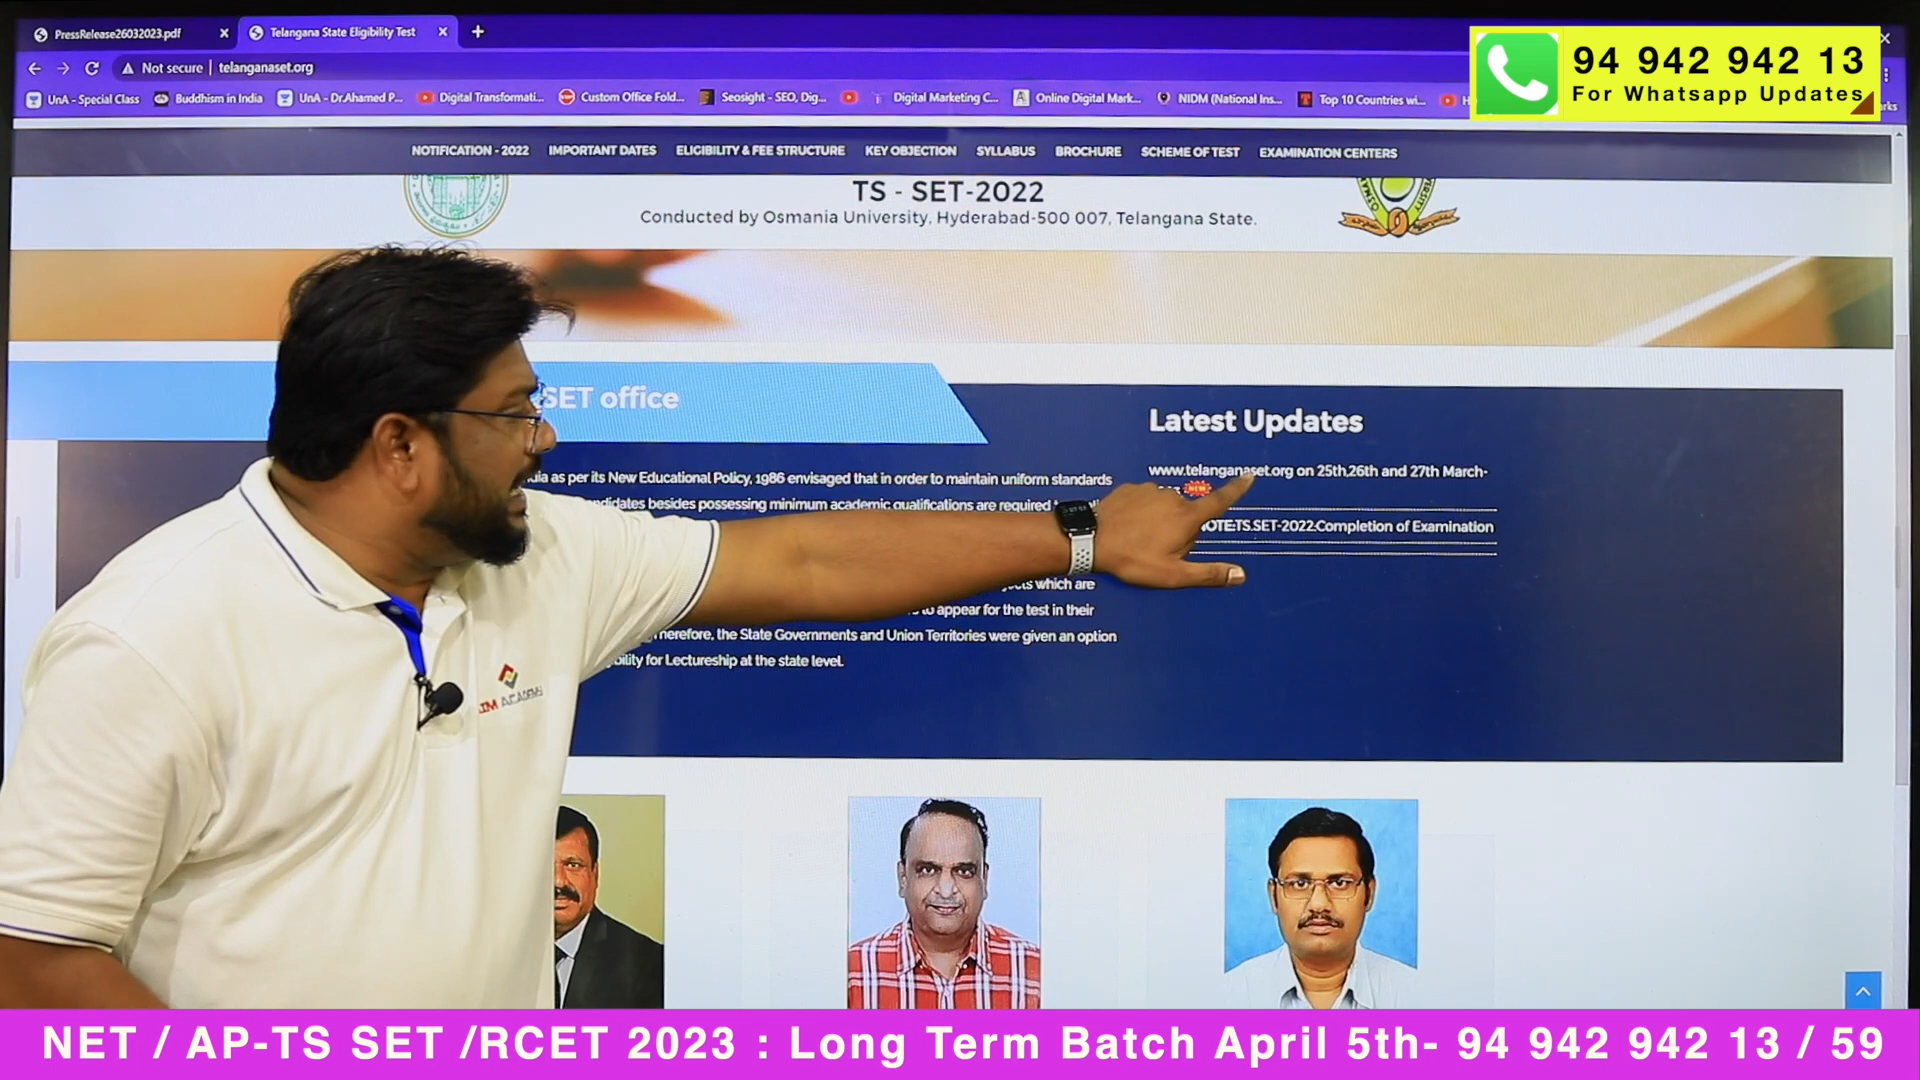 PressRelease26032023.pdf
Telangana State Eligibility Test
Not secure | telanganaset.org
UnA - Special Class
Buddhism in India
UnA - Dr.Ahamed P...
Digital Transformati...
Custom Office Fold...
Seosight - SEO, Dig...
Digital Marketing C...
Online Digital Mark...
NIDM (National Ins...
Top 10 Countries wi...
94 942 942 13
For Whatsapp Updates
NOTIFICATION - 2022 IMPORTANT DATES ELIGIBILITY & FEE STRUCTURE KEY OBJECTION SYLLABUS BROCHURE SCHEME OF TEST EXAMINATION CENTERS
TS - SET-2022
Conducted by Osmania University, Hyderabad-500 007, Telangana State.
SET office
as per its New Educational Policy, 1986 envisaged that in order to maintain uniform standards
besides possessing minimum academic qualifications are required
which are
to appear for the test in their
Therefore, the State Governments and Union Territories were given an option
for Lectureship at the state level.
Latest Updates
www.telanganaset.org on 25th,26th and 27th March-
NEW
TS.SET-2022.Completion of Examination
ACADEMY
NET / AP-TS SET /RCET 2023 : Long Term Batch April 5th- 94 942 942 13 / 59